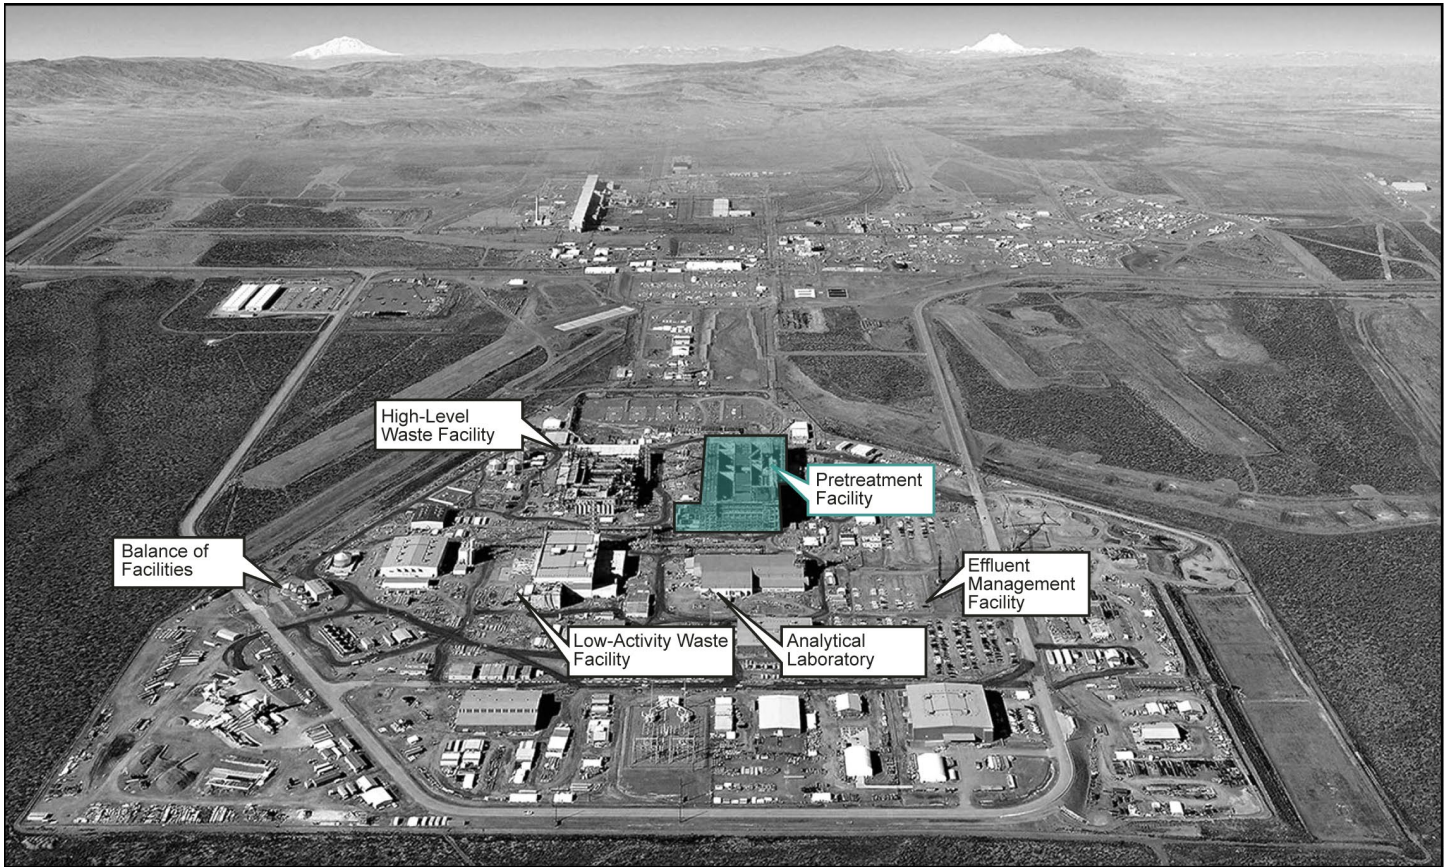 High-Level
Waste Facility
Pretreatment
Facility
Balance of
Facilities
Effluent
Management
Facility
Low-Activity Waste
Facility
Analytical
Laboratory